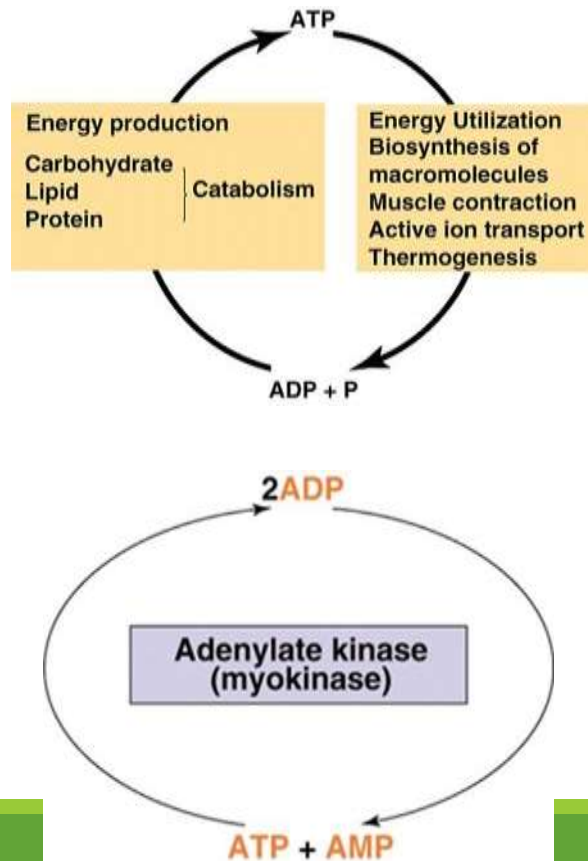 ATP
Energy production
Carbohydrate
Lipid
Protein
Catabolism
Energy Utilization
Biosynthesis of
macromolecules
Muscle contraction
Active ion transport
Thermogenesis
ADP + P
2ADP
Adenylate kinase
(myokinase)
ATP + AMP